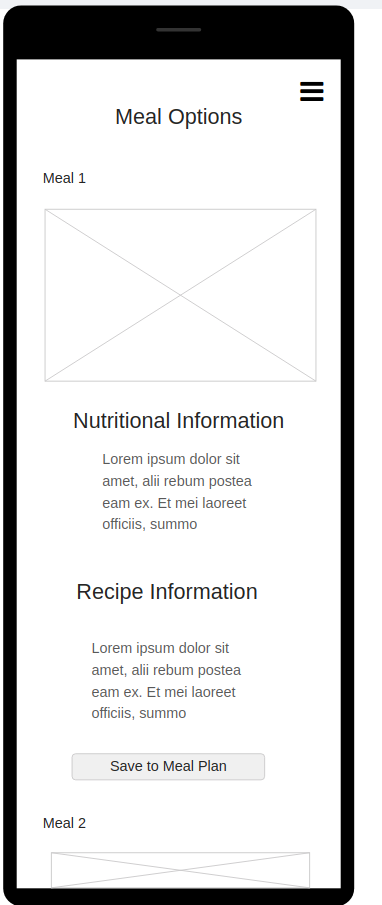 Meal Options
Meal 1
Nutritional Information
Lorem ipsum dolor sit
amet, alii rebum postea
eam ex. Et mei laoreet
officiis, summo
Recipe Information
Lorem ipsum dolor sit
amet, alii rebum postea
eam ex. Et mei laoreet
officiis, summo
Save to Meal Plan
Meal 2